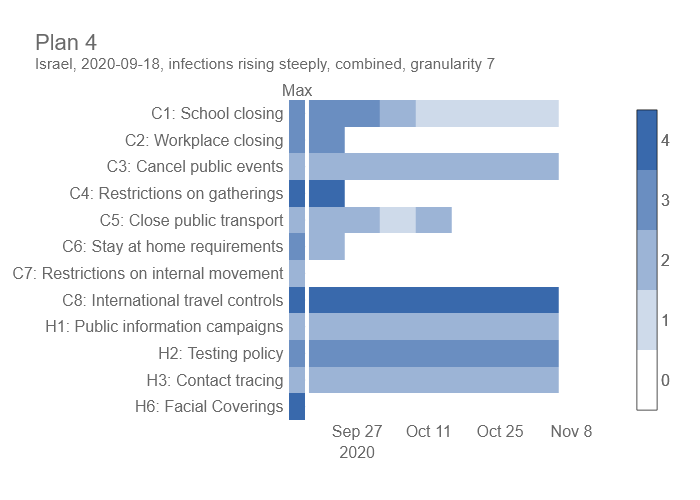 Plan 4
Israel, 2020-09-18, infections rising steeply, combined, granularity 7
Max
C1: School closing
C2: Workplace closing
C3: Cancel public events
C4: Restrictions on gatherings
C5: Close public transport
C6: Stay at home requirements
C7: Restrictions on internal movement
C8: International travel controls
H1: Public information campaigns
H2: Testing policy
H3: Contact tracing
H6: Facial Coverings
Sep 27 Oct 11 Oct 25 Nov 8
2020
4
3
2
1
0